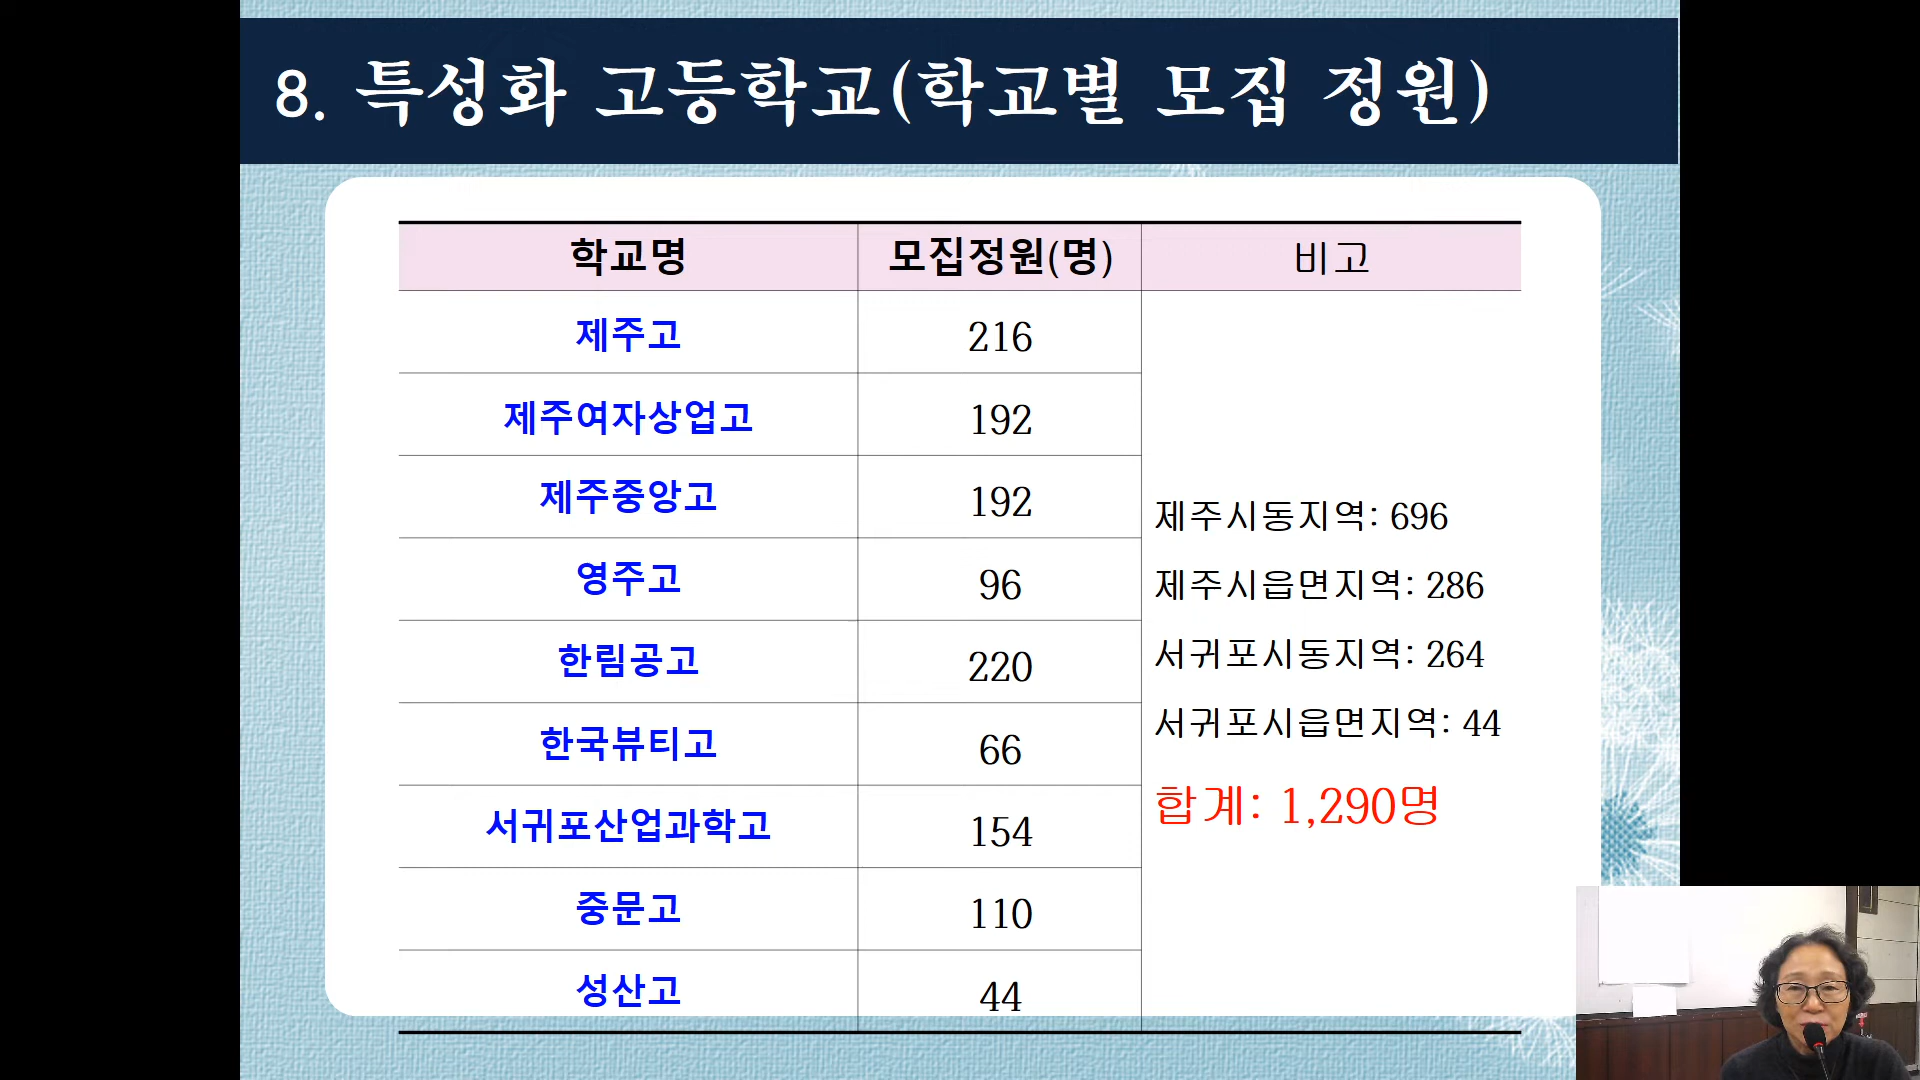 8. 특성화 고등학교(학교별 모집 정원)
학교명 모집정원(명) 비고
제주고 216
제주여자상업고 192
제주중앙고 192
영주고 96
한림공고 220
한국뷰티고 66
서귀포산업과학고 154
중문고 110
성산고 44
제주시동지역: 696
제주시읍면지역: 286
서귀포시동지역: 264
서귀포시읍면지역: 44
합계: 1,290명